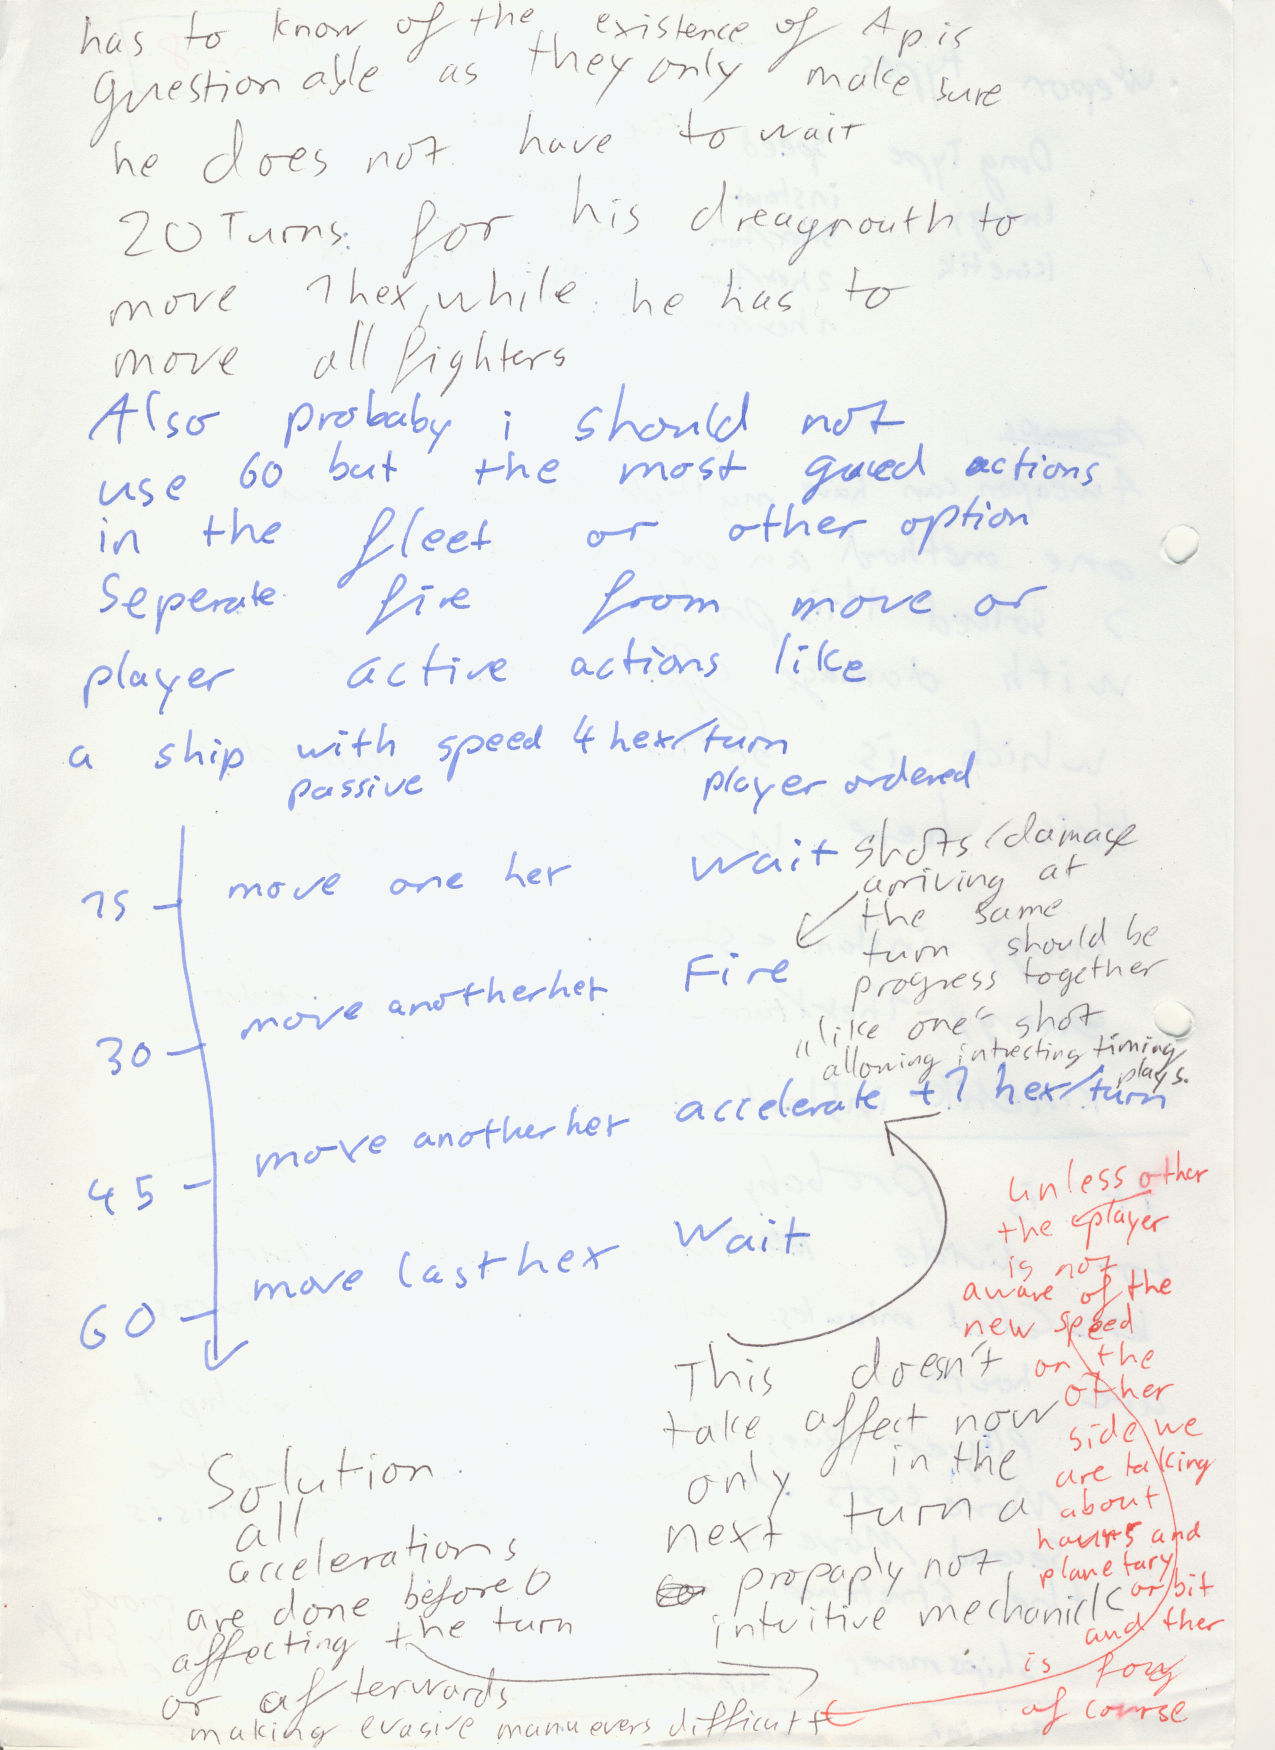 has to know of the existence of Ap is
questionable as they only make sure
he does not have to wait
20 Turns for his dreagnouth to
move 1 hex, while he has to
move all fighters
Also probaby i should not
use 60 but the most actions
in the fleet or other option
Seperate fire from move or
player active actions like
a ship with speed 4 hex/turn
passive player ordered
15 move one hex wait
shots/damage
arriving at
the same
turn should be
progress together
"like one" shot
allowing intresting timing
plays.
30 move another hex Fire
45 move another hex accelerate +1 hex/turn
60 move last hex Wait
This doesn't
take affect now
only in the
next turn a
propaply not
intuitive mechanick
unless other
the player
is not
aware of the
new speed
on the
other
side we
are talking
about
hours and
planetary
orbit
and ther
is fow
of course
Solution
all
accelerations
are done before 0
affecting the turn
or afterwards
making evasive manuevers difficult